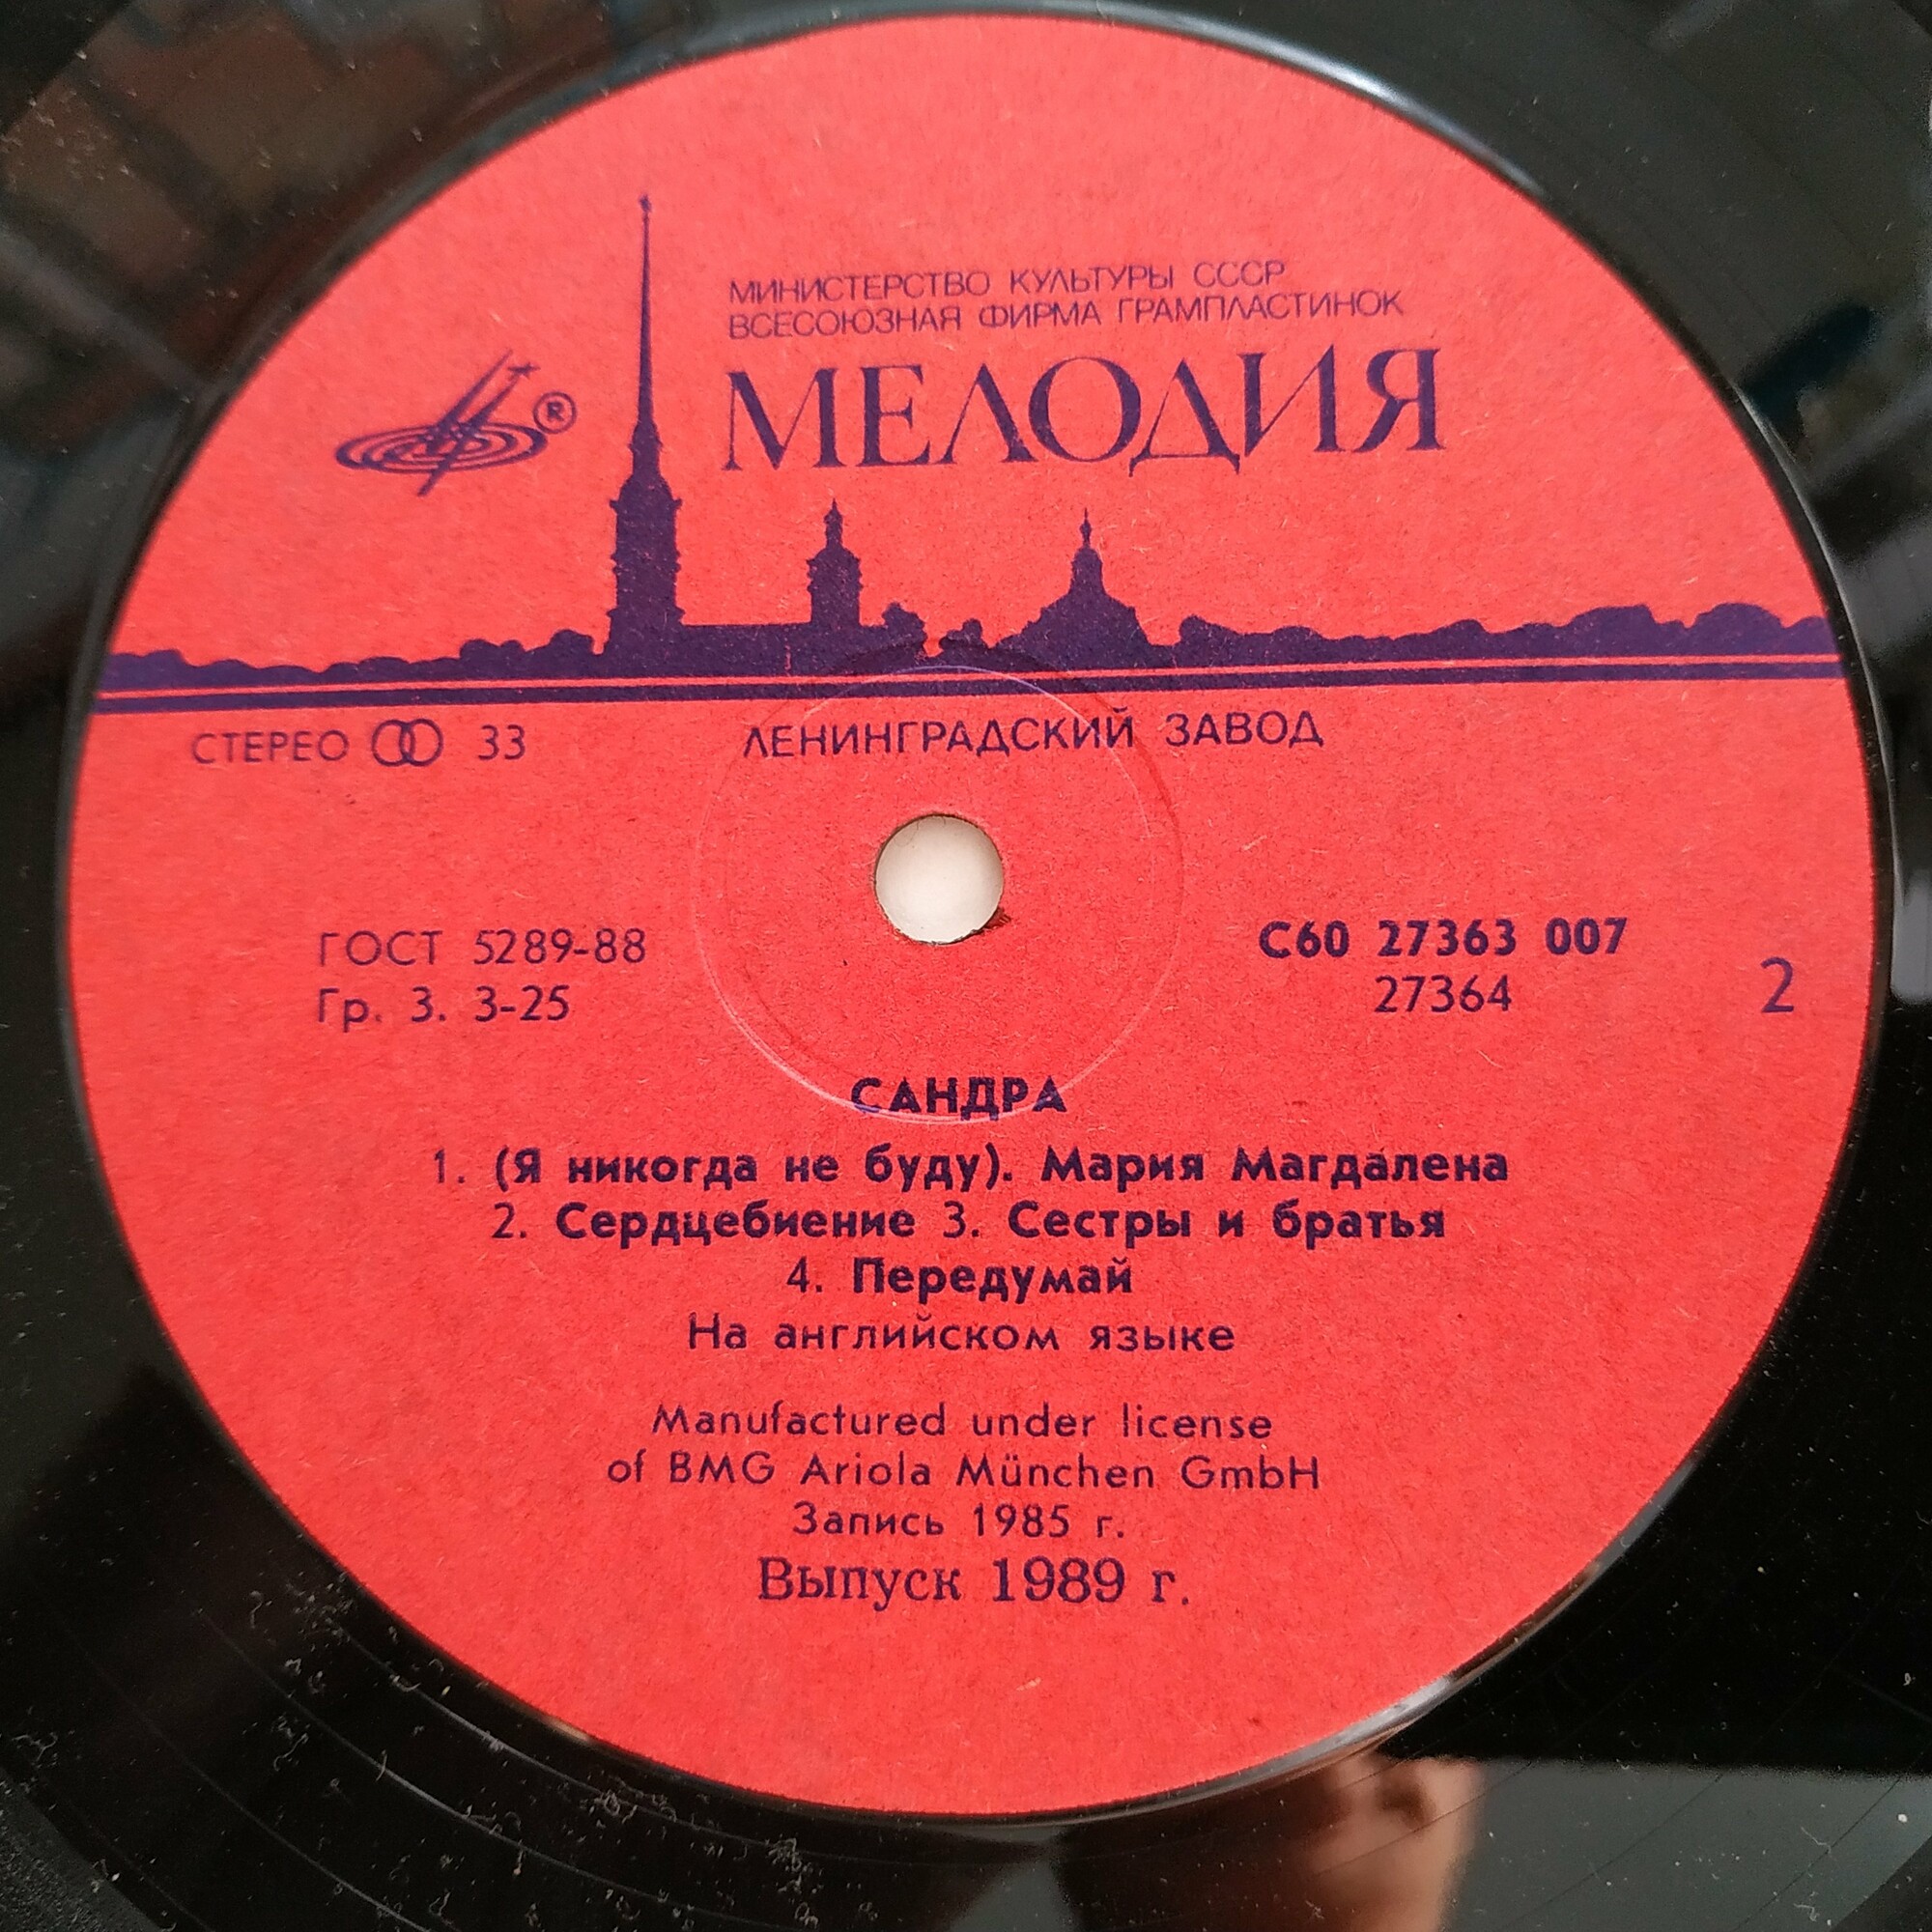 МИНИСТЕРСТВО КУЛЬТУРЫ СССР
ВСЕСОЮЗНАЯ ФИРМА ГРАМПЛАСТИНОК
®
МЕЛОДИЯ
СТЕРЕО 33
ЛЕНИНГРАДСКИЙ ЗАВОД
ГОСТ 5289-88
Гр. 3. 3-25
С60 27363 007
27364
2
САНДРА
1. (Я никогда не буду). Мария Магдалена
2. Сердцебиение 3. Сестры и братья
4. Передумай
На английском языке
Manufactured under license
of BMG Ariola München GmbH
Запись 1985 г.
Выпуск 1989 г.